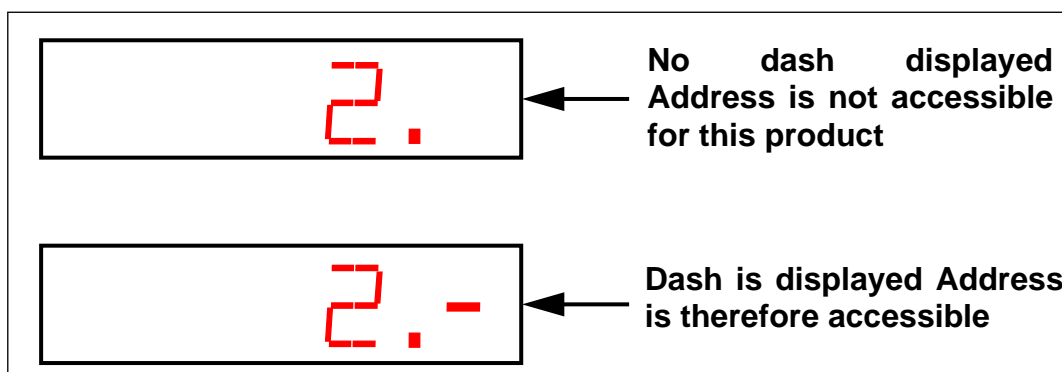 2.
No dash displayed
Address is not accessible
for this product
2.-
Dash is displayed Address
is therefore accessible